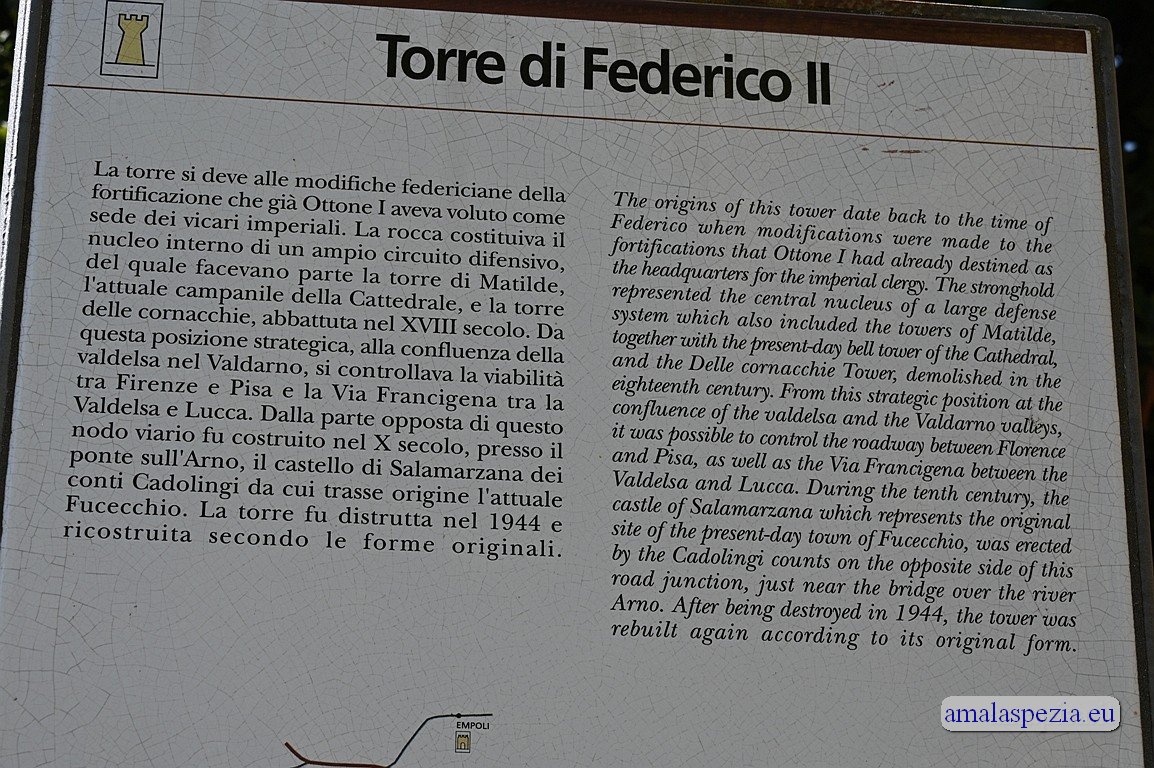 Torre di Federico II
La torre si deve alle modifiche federiciane della
fortificazione che già Ottone I aveva voluto come
sede dei vicari imperiali. La rocca costituiva il
nucleo interno di un ampio circuito difensivo,
del quale facevano parte la torre di Matilde,
l'attuale campanile della Cattedrale, e la torre
delle cornacchie, abbattuta nel XVIII secolo. Da
questa posizione strategica, alla confluenza della
valdelsa nel Valdarno, si controllava la viabilità
tra Firenze e Pisa e la Via Francigena tra la
Valdelsa e Lucca. Dalla parte opposta di questo
nodo viario fu costruito nel X secolo, presso il
ponte sull'Arno, il castello di Salamarzana dei
conti Cadolingi da cui trasse origine l'attuale
Fucecchio. La torre fu distrutta nel 1944 e
ricostruita secondo le forme originali.
The origins of this tower date back to the time of
Federico when modifications were made to the
fortifications that Ottone I had already destined as
the headquarters for the imperial clergy. The stronghold
represented the central nucleus of a large defense
system which also included the towers of Matilde,
together with the present-day bell tower of the Cathedral,
and the Delle cornacchie Tower, demolished in the
eighteenth century. From this strategic position at the
confluence of the valdelsa and the Valdarno valleys,
it was possible to control the roadway between Florence
and Pisa, as well as the Via Francigena between the
Valdelsa and Lucca. During the tenth century, the
castle of Salamarzana which represents the original
site of the present-day town of Fucecchio, was erected
by the Cadolingi counts on the opposite side of this
road junction, just near the bridge over the river
Arno. After being destroyed in 1944, the tower was
rebuilt again according to its original form.
EMPOLI
amalaspezia.eu